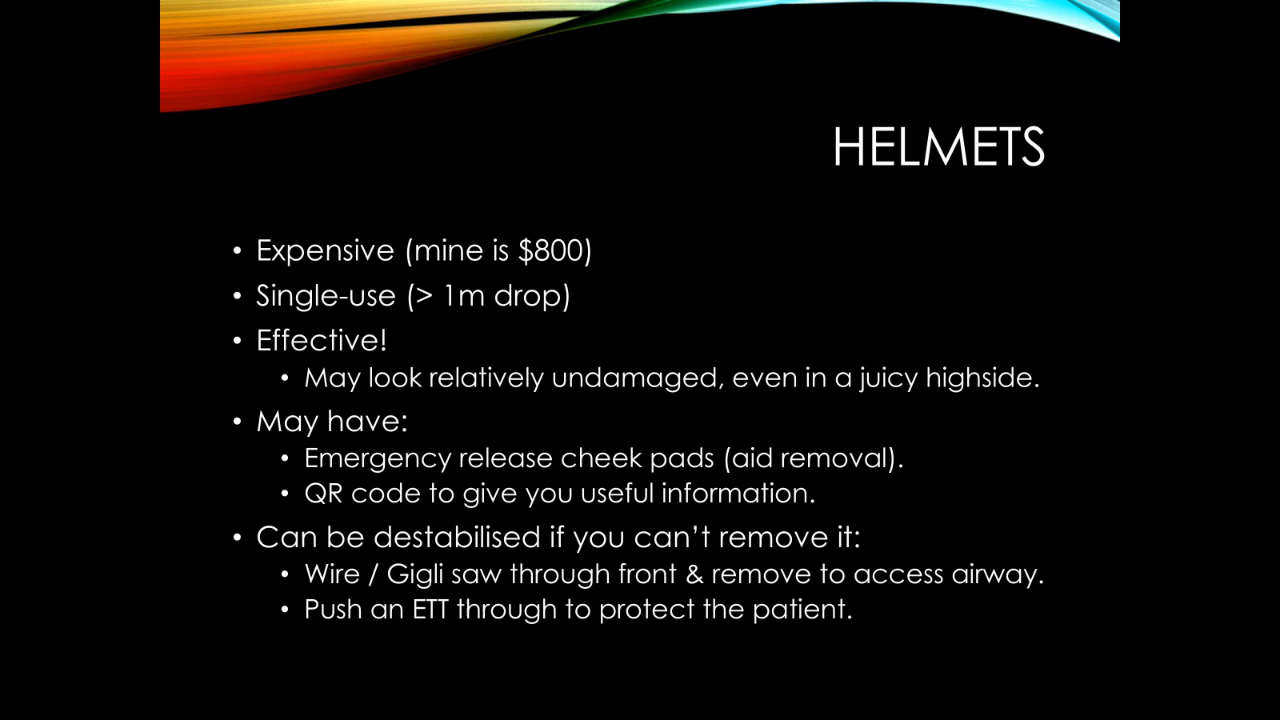 HELMETS
• Expensive (mine is $800)
• Single-use (> 1m drop)
• Effective!
• May look relatively undamaged, even in a juicy highside.
• May have:
• Emergency release cheek pads (aid removal).
• QR code to give you useful information.
• Can be destabilised if you can't remove it:
• Wire / Gigli saw through front & remove to access airway.
• Push an ETT through to protect the patient.